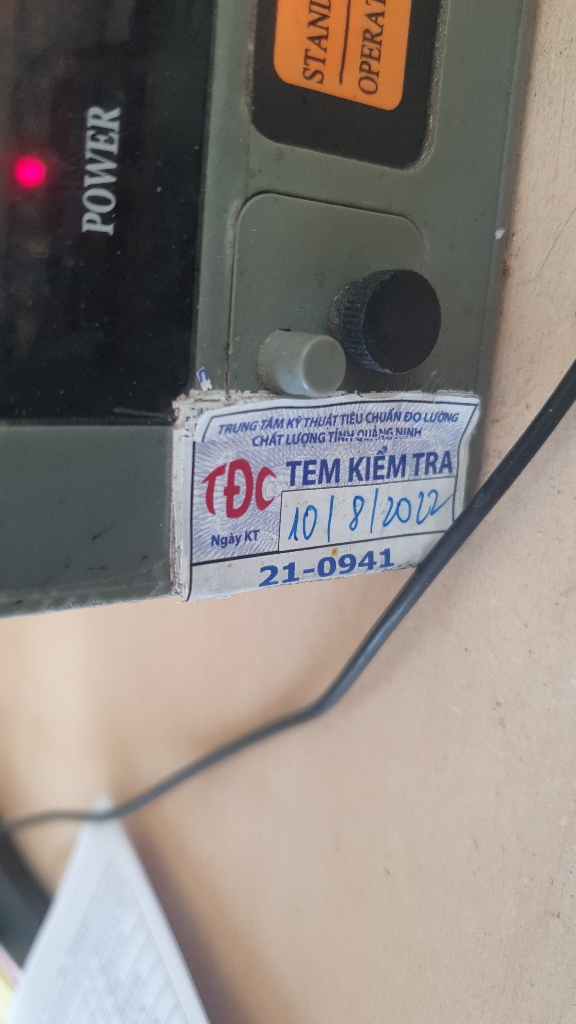 STAND
OPERAT
POWER
TRUNG TÂM KỸ THUẬT TIÊU CHUẨN ĐO LƯỜNG
CHẤT LƯỢNG TỈNH QUẢNG NINH
TĐC
TEM KIỂM TRA
Ngày KT
10/8/2022
21-0941